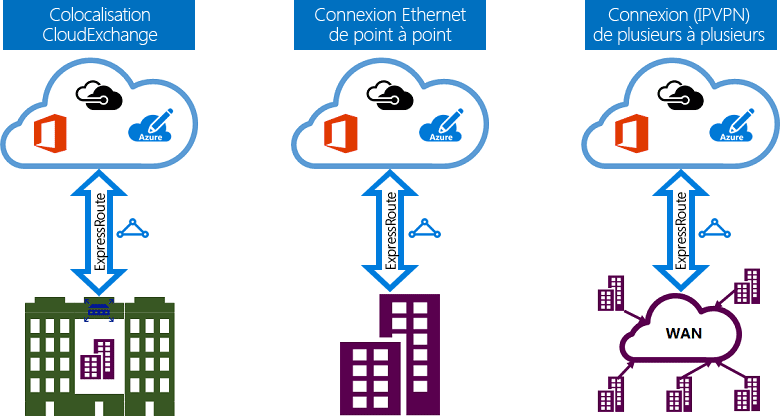 Colocalisation
CloudExchange
Connexion Ethernet
de point à point
Connexion (IPVPN)
de plusieurs à plusieurs
Azure
Azure
Azure
ExpressRoute
ExpressRoute
ExpressRoute
WAN